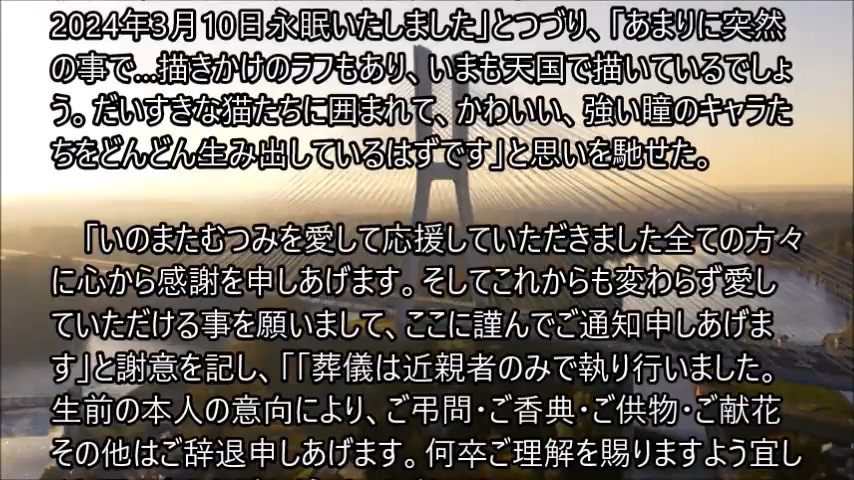 2024年3月10日永眠いたしました」とつづり、「あまりに突然
の事で…描きかけのラフもあり、いまも天国で描いているでしょ
う。だいすきな猫たちに囲まれて、かわいい、強い瞳のキャラた
ちをどんどん生み出しているはずです」と思いを馳せた。
「いのまたむつみを愛して応援していただきました全ての方々
に心から感謝を申しあげます。そしてこれからも変わらず愛し
ていただける事を願いまして、ここに謹んでご通知申しあげま
す」と謝意を記し、「「葬儀は近親者のみで執り行いました。
生前の本人の意向により、ご弔問・ご香典・ご供物・ご献花
その他はご辞退申しあげます。何卒ご理解を賜りますよう宜し